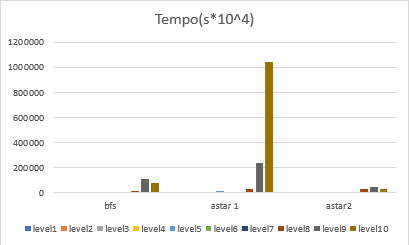 Tempo(s*10^4)
1200000
1000000
800000
600000
400000
200000
0
bfs astar 1 astar2
level1 level2 level3 level4 level5 level6 level7 level8 level9 level10